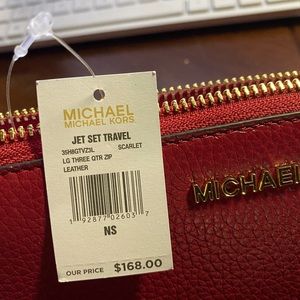 MICHAEL
MICHAEL KORS
JET SET TRAVEL
35H8GTVZ3L SCARLET
LG THREE QTR ZIP
LEATHER
1 92877 02603 7
NS
OUR PRICE $168.00
MICHAEL